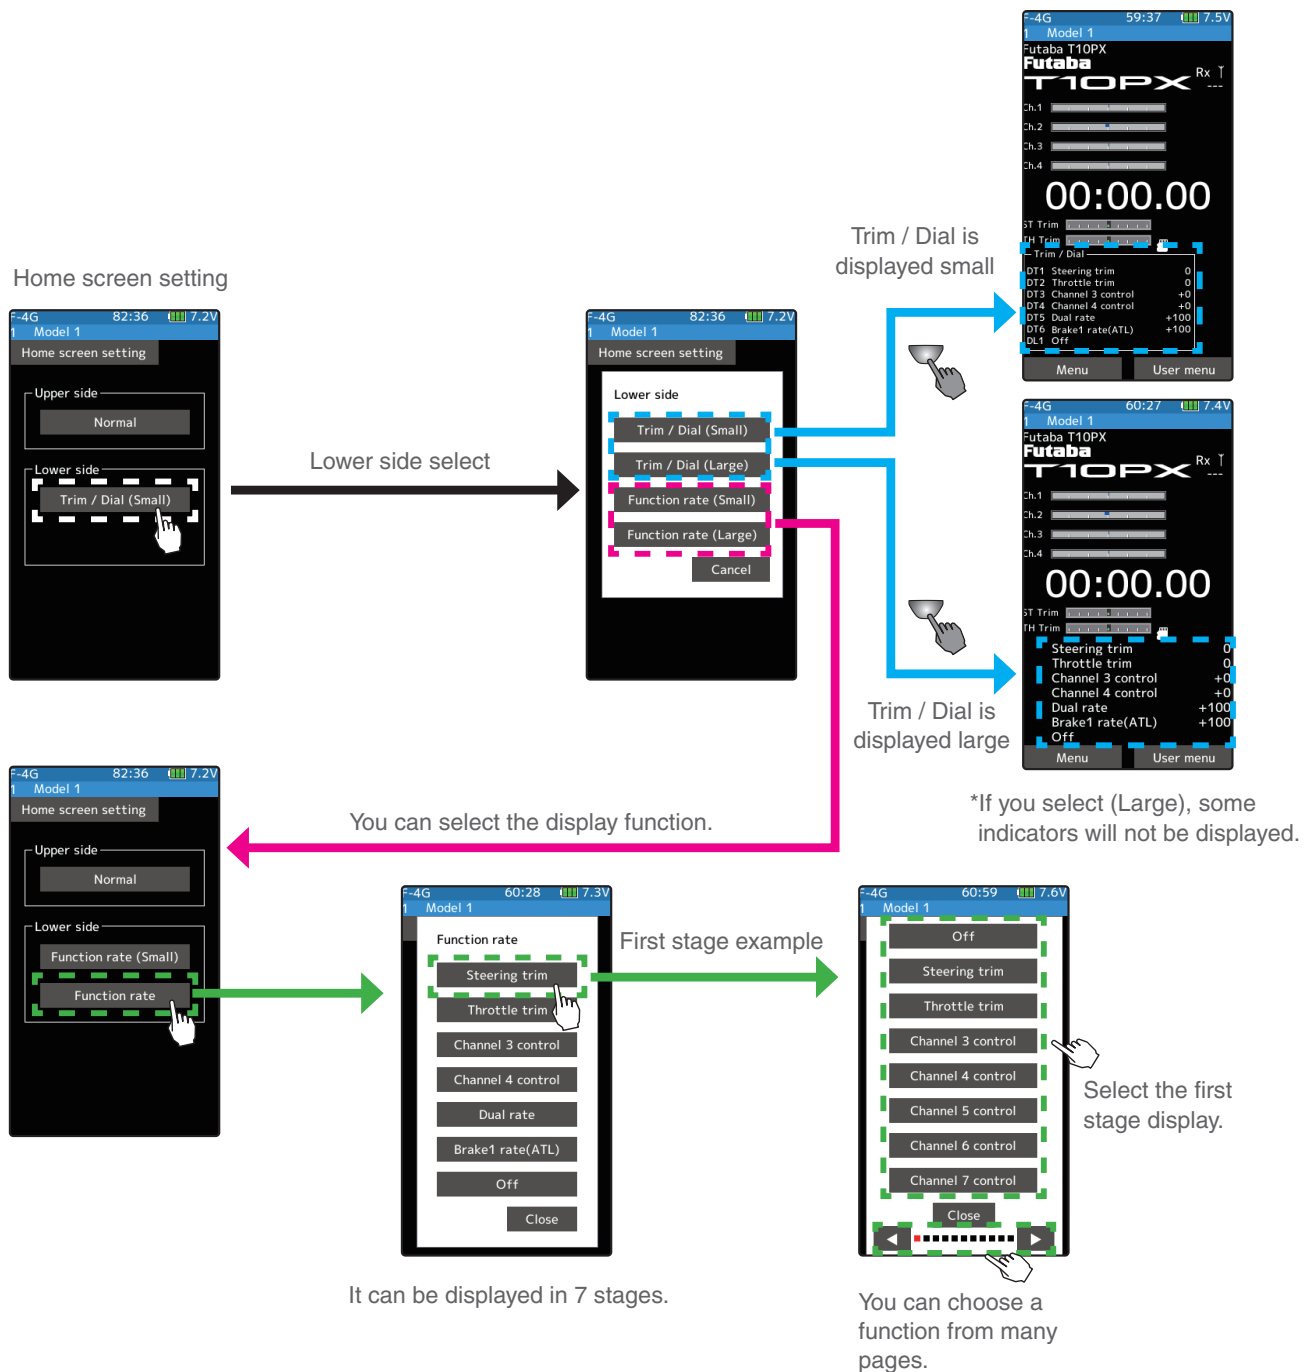 F-4G 59:37 7.5V
1 Model 1
Futaba T10PX
Futaba
T10PX
Rx
---
Ch.1
Ch.2
Ch.3
Ch.4
00:00.00
ST Trim
TH Trim
Trim / Dial
DT1 Steering trim 0
DT2 Throttle trim 0
DT3 Channel 3 control +0
DT4 Channel 4 control +0
DT5 Dual rate +100
DT6 Brake1 rate(ATL) +100
DL1 Off
Menu User menu
Trim / Dial is
displayed small
Home screen setting
F-4G 82:36 7.2V
1 Model 1
Home screen setting
Upper side
Normal
Lower side
Trim / Dial (Small)
Lower side select
F-4G 82:36 7.2V
1 Model 1
Home screen setting
Lower side
Trim / Dial (Small)
Trim / Dial (Large)
Function rate (Small)
Function rate (Large)
Cancel
F-4G 60:27 7.4V
1 Model 1
Futaba T10PX
Futaba
T10PX
Rx
---
Ch.1
Ch.2
Ch.3
Ch.4
00:00.00
ST Trim
TH Trim
Steering trim 0
Throttle trim 0
Channel 3 control +0
Channel 4 control +0
Dual rate +100
Brake1 rate(ATL) +100
Off
Menu User menu
Trim / Dial is
displayed large
*If you select (Large), some
indicators will not be displayed.
You can select the display function.
F-4G 82:36 7.2V
1 Model 1
Home screen setting
Upper side
Normal
Lower side
Function rate (Small)
Function rate
F-4G 60:28 7.3V
1 Model 1
Function rate
Steering trim
Throttle trim
Channel 3 control
Channel 4 control
Dual rate
Brake1 rate(ATL)
Off
Close
It can be displayed in 7 stages.
First stage example
F-4G 60:59 7.6V
1 Model 1
Off
Steering trim
Throttle trim
Channel 3 control
Channel 4 control
Channel 5 control
Channel 6 control
Channel 7 control
Close
Select the first
stage display.
You can choose a
function from many
pages.